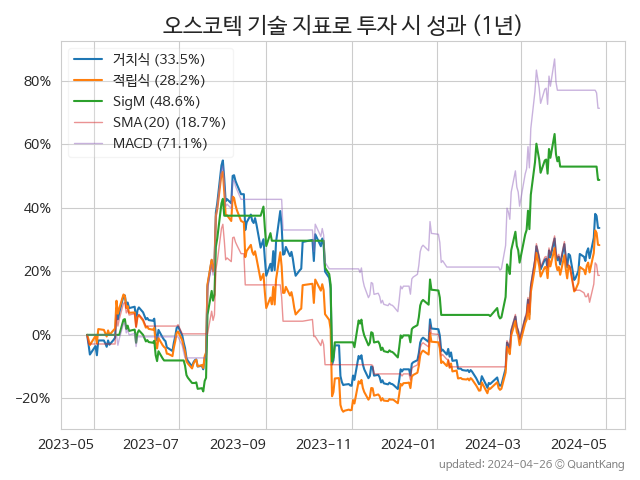 오스코텍 기술 지표로 투자 시 성과 (1년)
거치식 (33.5%)
적립식 (28.2%)
SigM (48.6%)
SMA(20) (18.7%)
MACD (71.1%)
80%
60%
40%
20%
0%
−20%
2023-05 2023-07 2023-09 2023-11 2024-01 2024-03 2024-05
updated: 2024-04-26 © QuantKang